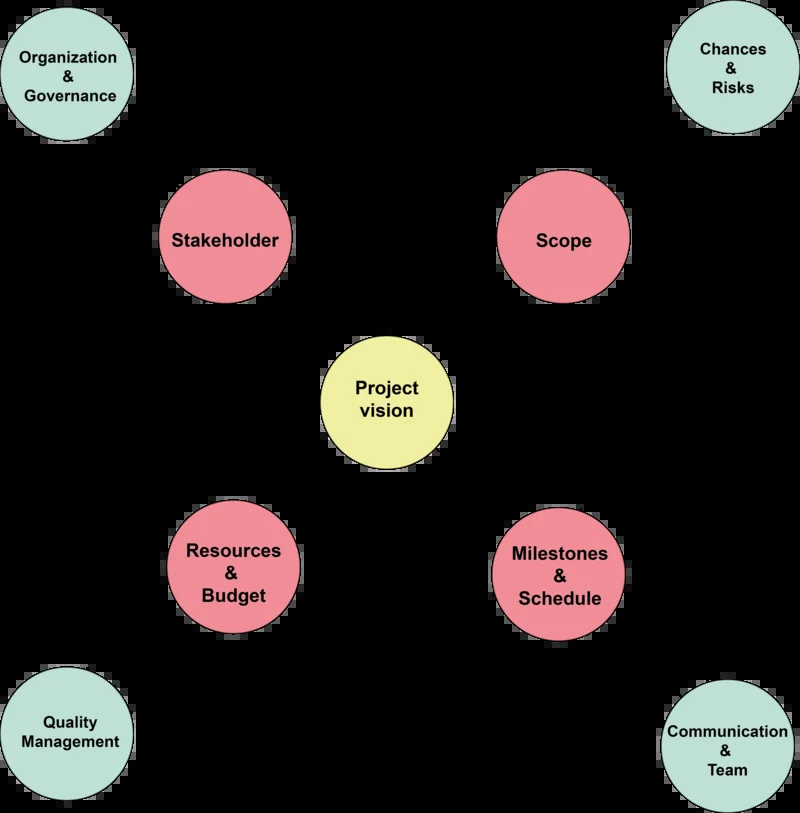 Organization
&
Governance
Chances
&
Risks
Stakeholder
Scope
Project
vision
Resources
&
Budget
Milestones
&
Schedule
Quality
Management
Communication
&
Team